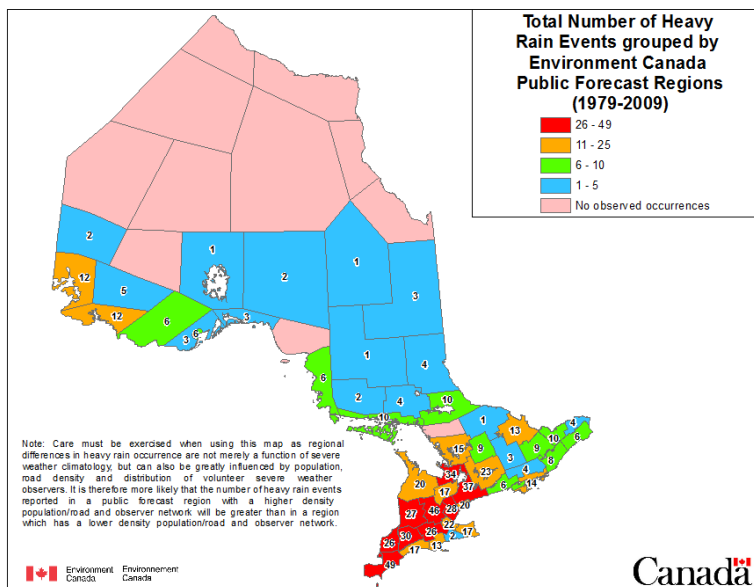 Total Number of Heavy
Rain Events grouped by
Environment Canada
Public Forecast Regions
(1979-2009)
26 - 49
11 - 25
6 - 10
1 - 5
No observed occurrences
2
1
1
2
12
5
3
12
6
3
6
3
1
4
6
2
4
10
10
1
13
4
10
6
15
9
9
3
8
4
34
23
14
20
17
37
6
20
27
46
28
22
17
26
2
30
26
13
17
49
Note: Care must be exercised when using this map as regional
differences in heavy rain occurrence are not merely a function of severe
weather climatology, but can also be greatly influenced by population,
road density and distribution of volunteer severe weather
observers. It is therefore more likely that the number of heavy rain events
reported in a public forecast region with a higher density
population/road and observer network will be greater than in a region
which has a lower density population/road and observer network.
Environment Environnement
Canada Canada
Canada